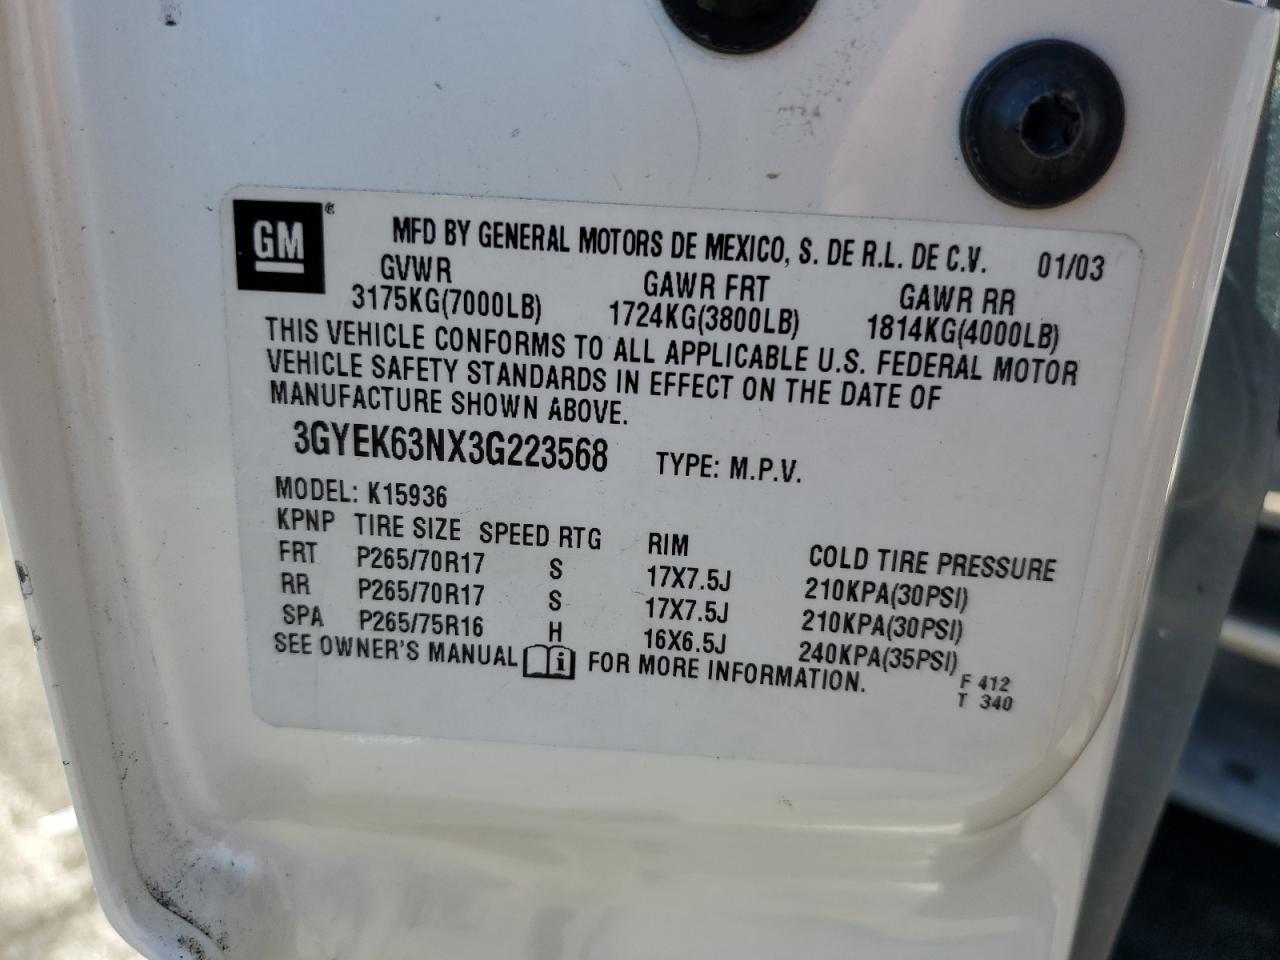 GM ®
MFD BY GENERAL MOTORS DE MEXICO, S. DE R.L. DE C.V. 01/03
GVWR GAWR FRT GAWR RR
3175KG(7000LB) 1724KG(3800LB) 1814KG(4000LB)
THIS VEHICLE CONFORMS TO ALL APPLICABLE U.S. FEDERAL MOTOR
VEHICLE SAFETY STANDARDS IN EFFECT ON THE DATE OF
MANUFACTURE SHOWN ABOVE.
3GYEK63NX3G223568 TYPE: M.P.V.
MODEL: K15936
KPNP TIRE SIZE SPEED RTG RIM COLD TIRE PRESSURE
FRT P265/70R17 S 17X7.5J 210KPA(30PSI)
RR P265/70R17 S 17X7.5J 210KPA(30PSI)
SPA P265/75R16 H 16X6.5J 240KPA(35PSI)
SEE OWNER'S MANUAL i FOR MORE INFORMATION.
F 412
T 340